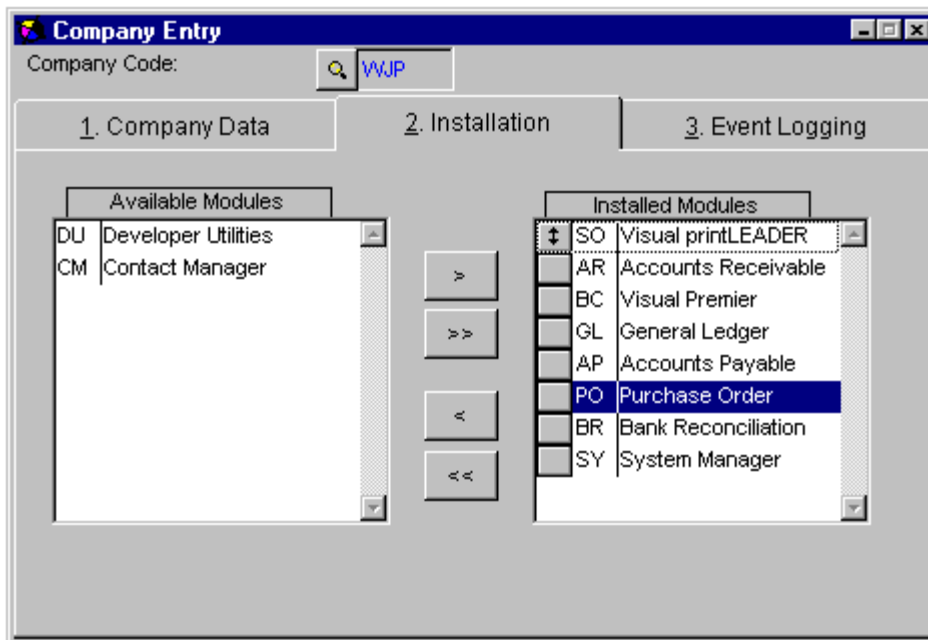 Company Entry
Company Code: VVJP
1. Company Data 2. Installation 3. Event Logging
Available Modules Installed Modules
DU Developer Utilities SO Visual printLEADER
CM Contact Manager > AR Accounts Receivable
BC Visual Premier
>> GL General Ledger
AP Accounts Payable
PO Purchase Order
< BR Bank Reconciliation
<< SY System Manager